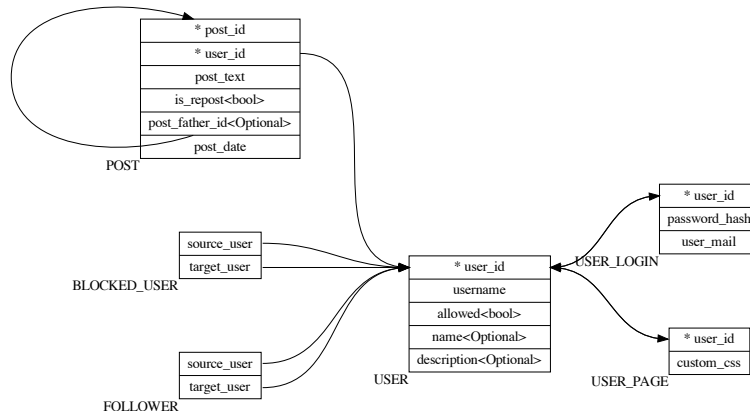 * post_id
* user_id
post_text
is_repost<bool>
post_father_id<Optional>
post_date
POST
source_user
target_user
BLOCKED_USER
source_user
target_user
FOLLOWER
* user_id
username
allowed<bool>
name<Optional>
description<Optional>
USER
* user_id
password_hash
user_mail
USER_LOGIN
* user_id
custom_css
USER_PAGE